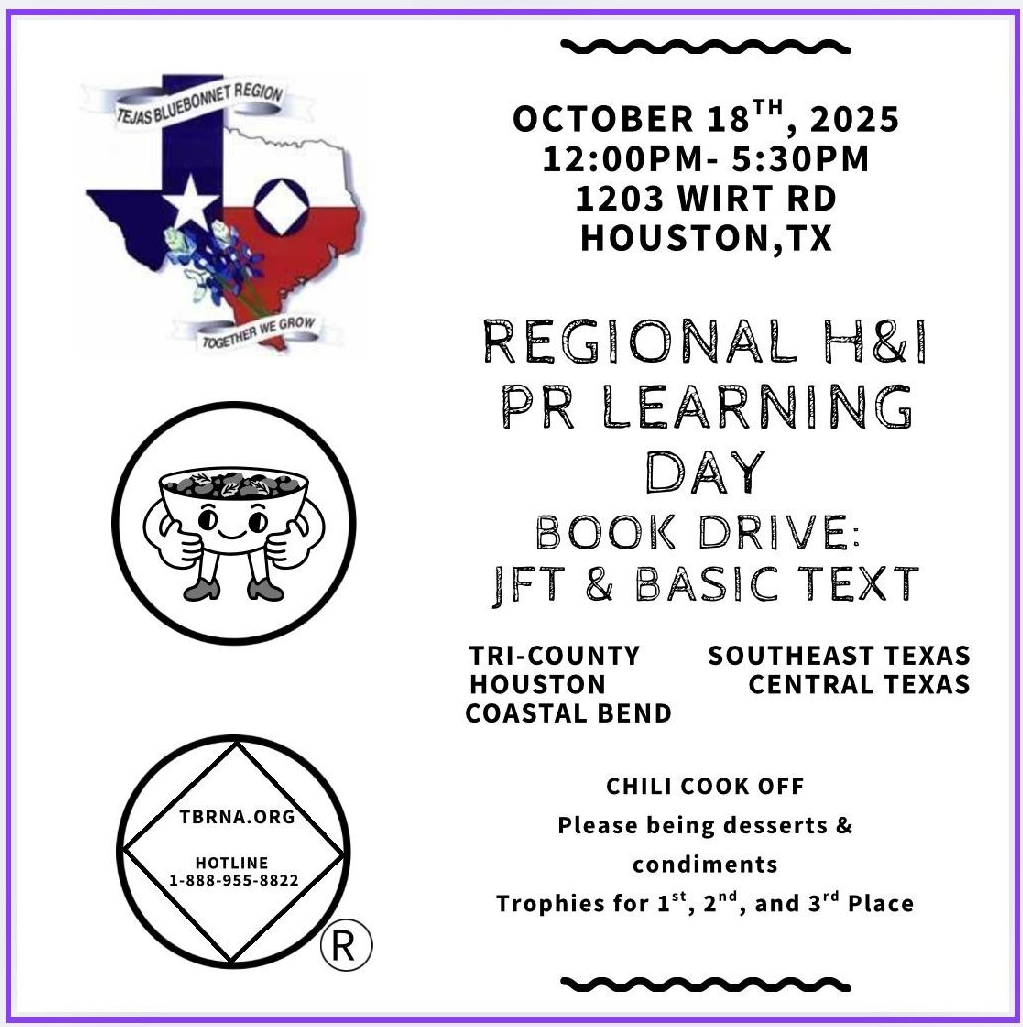 TEJAS BLUEBONNET REGION
TOGETHER WE GROW
OCTOBER 18TH, 2025
12:00PM- 5:30PM
1203 WIRT RD
HOUSTON,TX
REGIONAL H&I
PR LEARNING
DAY
BOOK DRIVE:
JFT & BASIC TEXT
TRI-COUNTY
HOUSTON
COASTAL BEND
SOUTHEAST TEXAS
CENTRAL TEXAS
TBRNA.ORG
HOTLINE
1-888-955-8822
R
CHILI COOK OFF
Please being desserts &
condiments
Trophies for 1st, 2nd, and 3rd Place